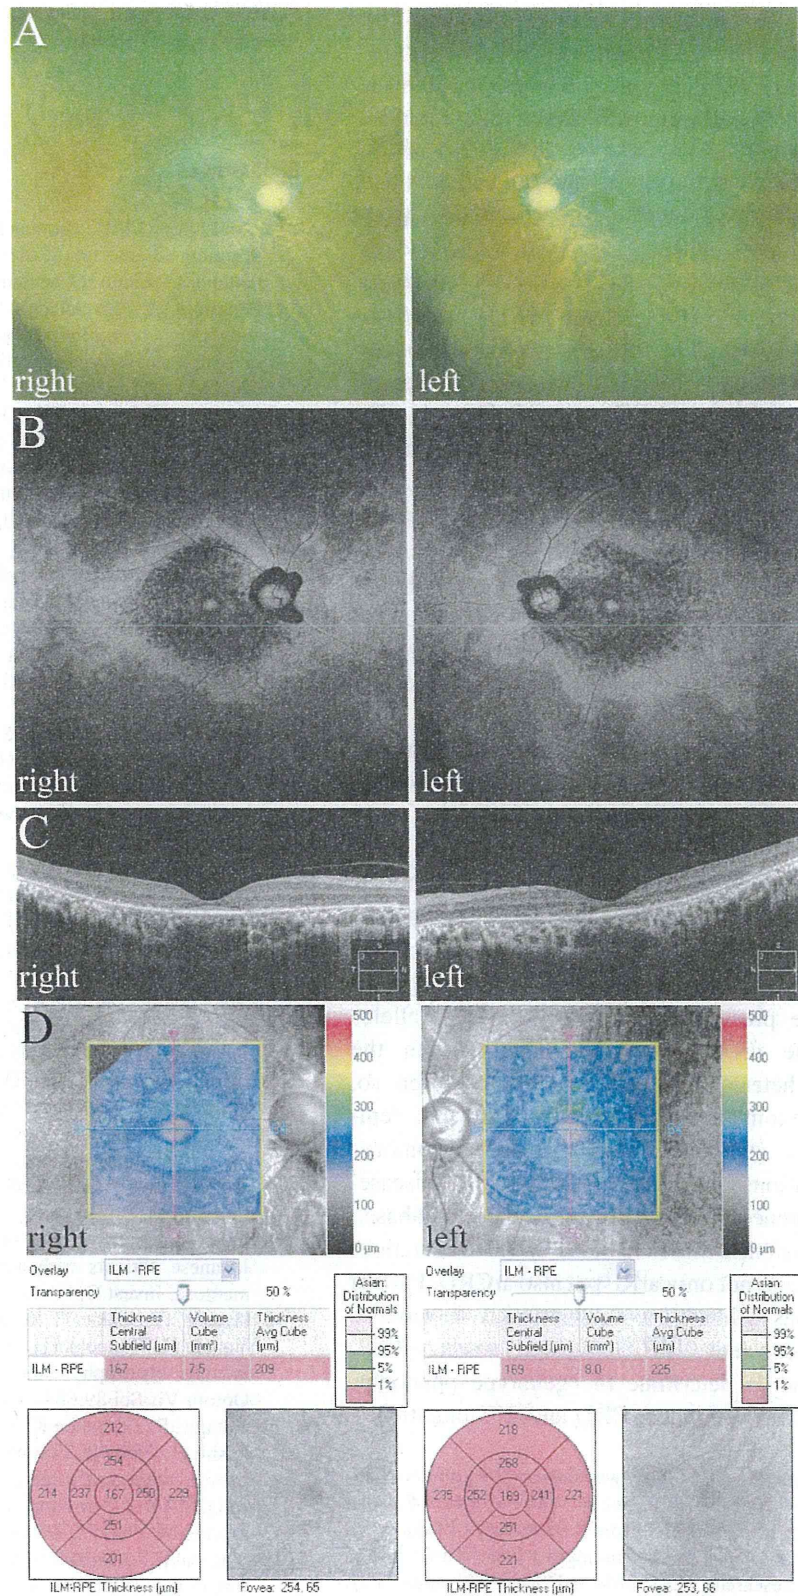 A
right
left
B
right
left
C
right
left
D
right
left
500
400
300
200
100
0 µm
500
400
300
200
100
0 µm
Overlay ILM - RPE
Transparency 50 %
Thickness Central Subfield (µm)
Volume Cube (mm³)
Thickness Avg Cube (µm)
ILM - RPE 167 7.5 209
Asian: Distribution of Normals
99%
95%
5%
1%
Overlay ILM - RPE
Transparency 50 %
Thickness Central Subfield (µm)
Volume Cube (mm³)
Thickness Avg Cube (µm)
ILM - RPE 169 8.0 225
Asian: Distribution of Normals
99%
95%
5%
1%
212
254
214 237 167 250 229
251
201
ILM-RPE Thickness (µm)
Fovea: 254, 65
218
268
235 252 169 241 221
251
221
ILM-RPE Thickness (µm)
Fovea: 253, 66